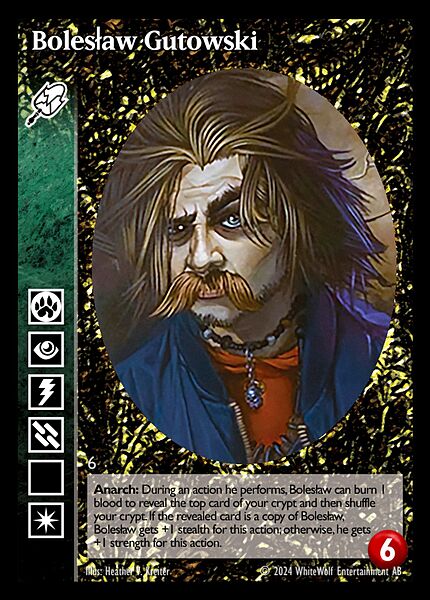 Bolesław Gutowski
6
Anarch: During an action he performs, Bolesław can burn 1
blood to reveal the top card of your crypt and then shuffle
your crypt. If the revealed card is a copy of Bolesław,
Bolesław gets +1 stealth for this action; otherwise, he gets
+1 strength for this action.
6
Illus: Heather V. Kreiter
© 2024 WhiteWolf Entertainment AB